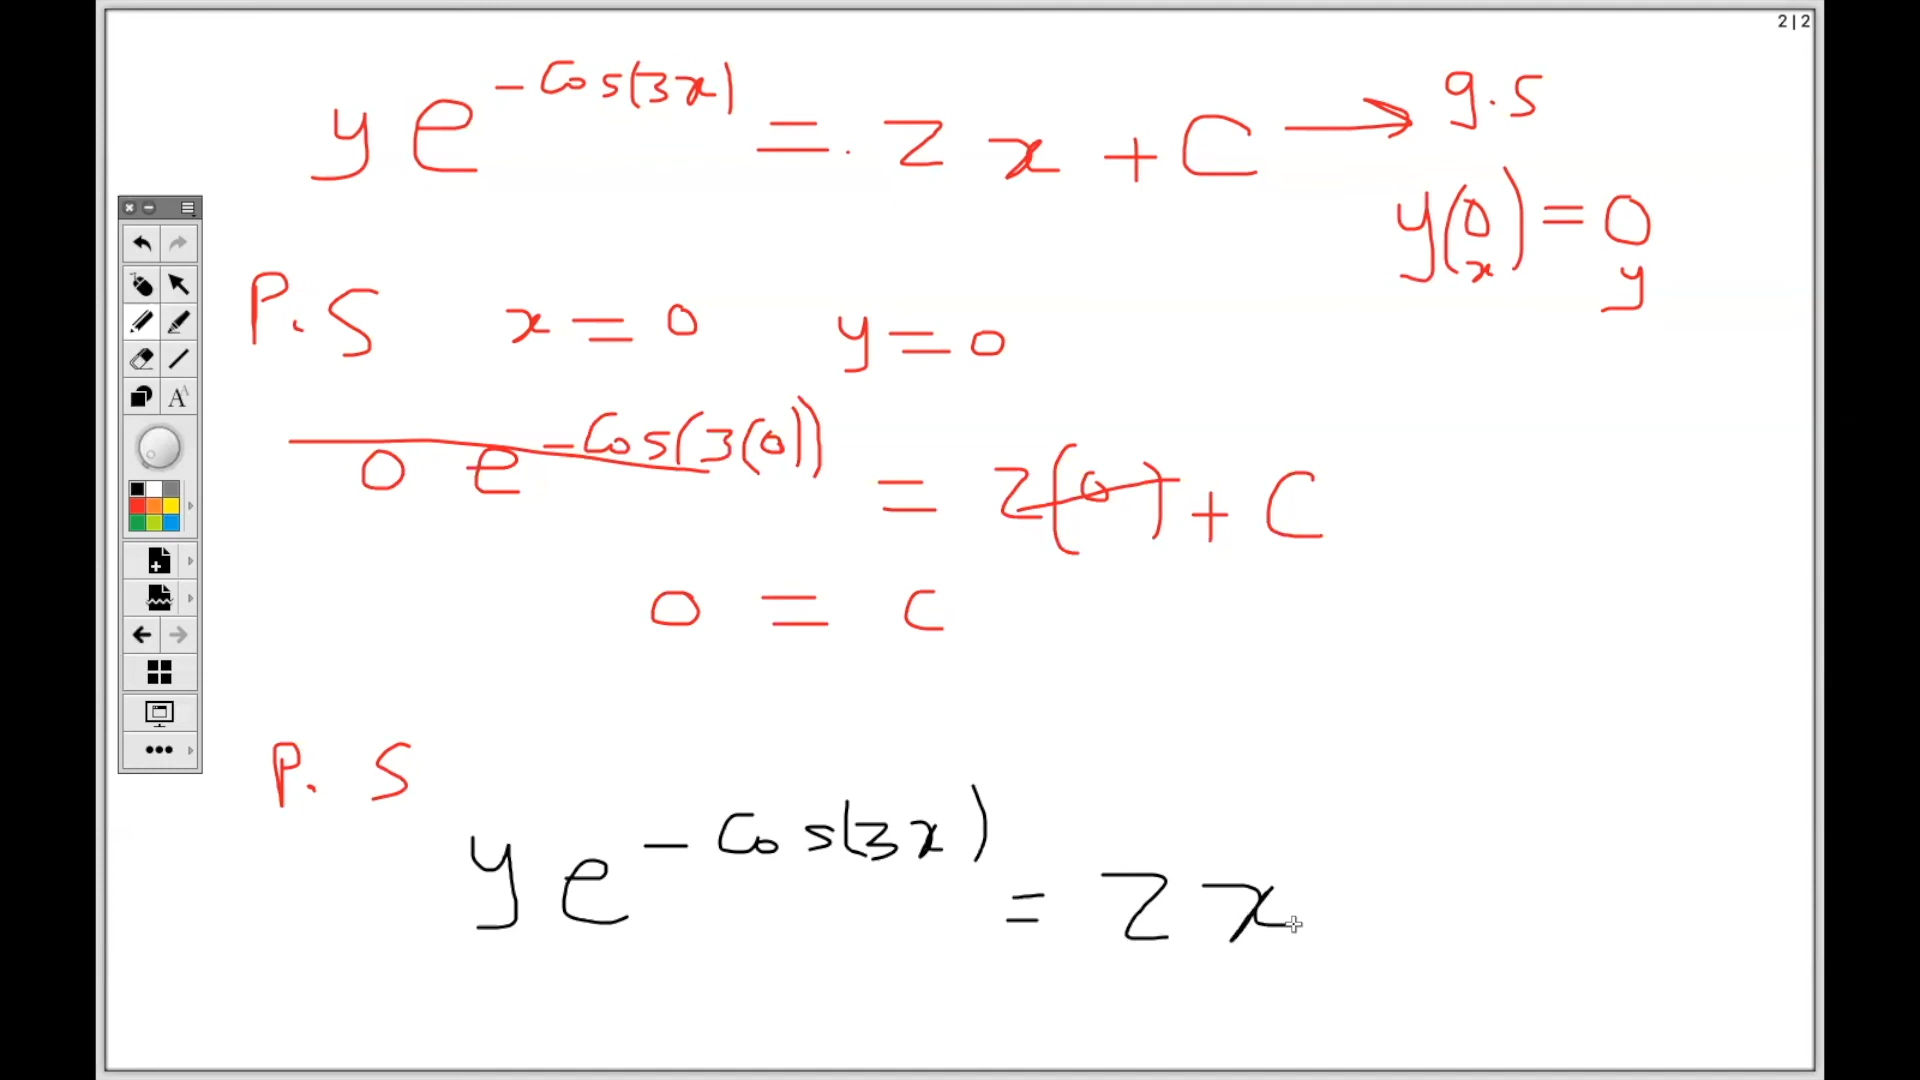 2|2
y e^{-cos(3x)} = . 2x + C → g.s
y(0) = 0
x y
P.S x = 0 y = 0
0 e^{-cos(3(0))} = 2(0) + C
0 = c
P. S
y e^{-cos(3x)} = 2x
A